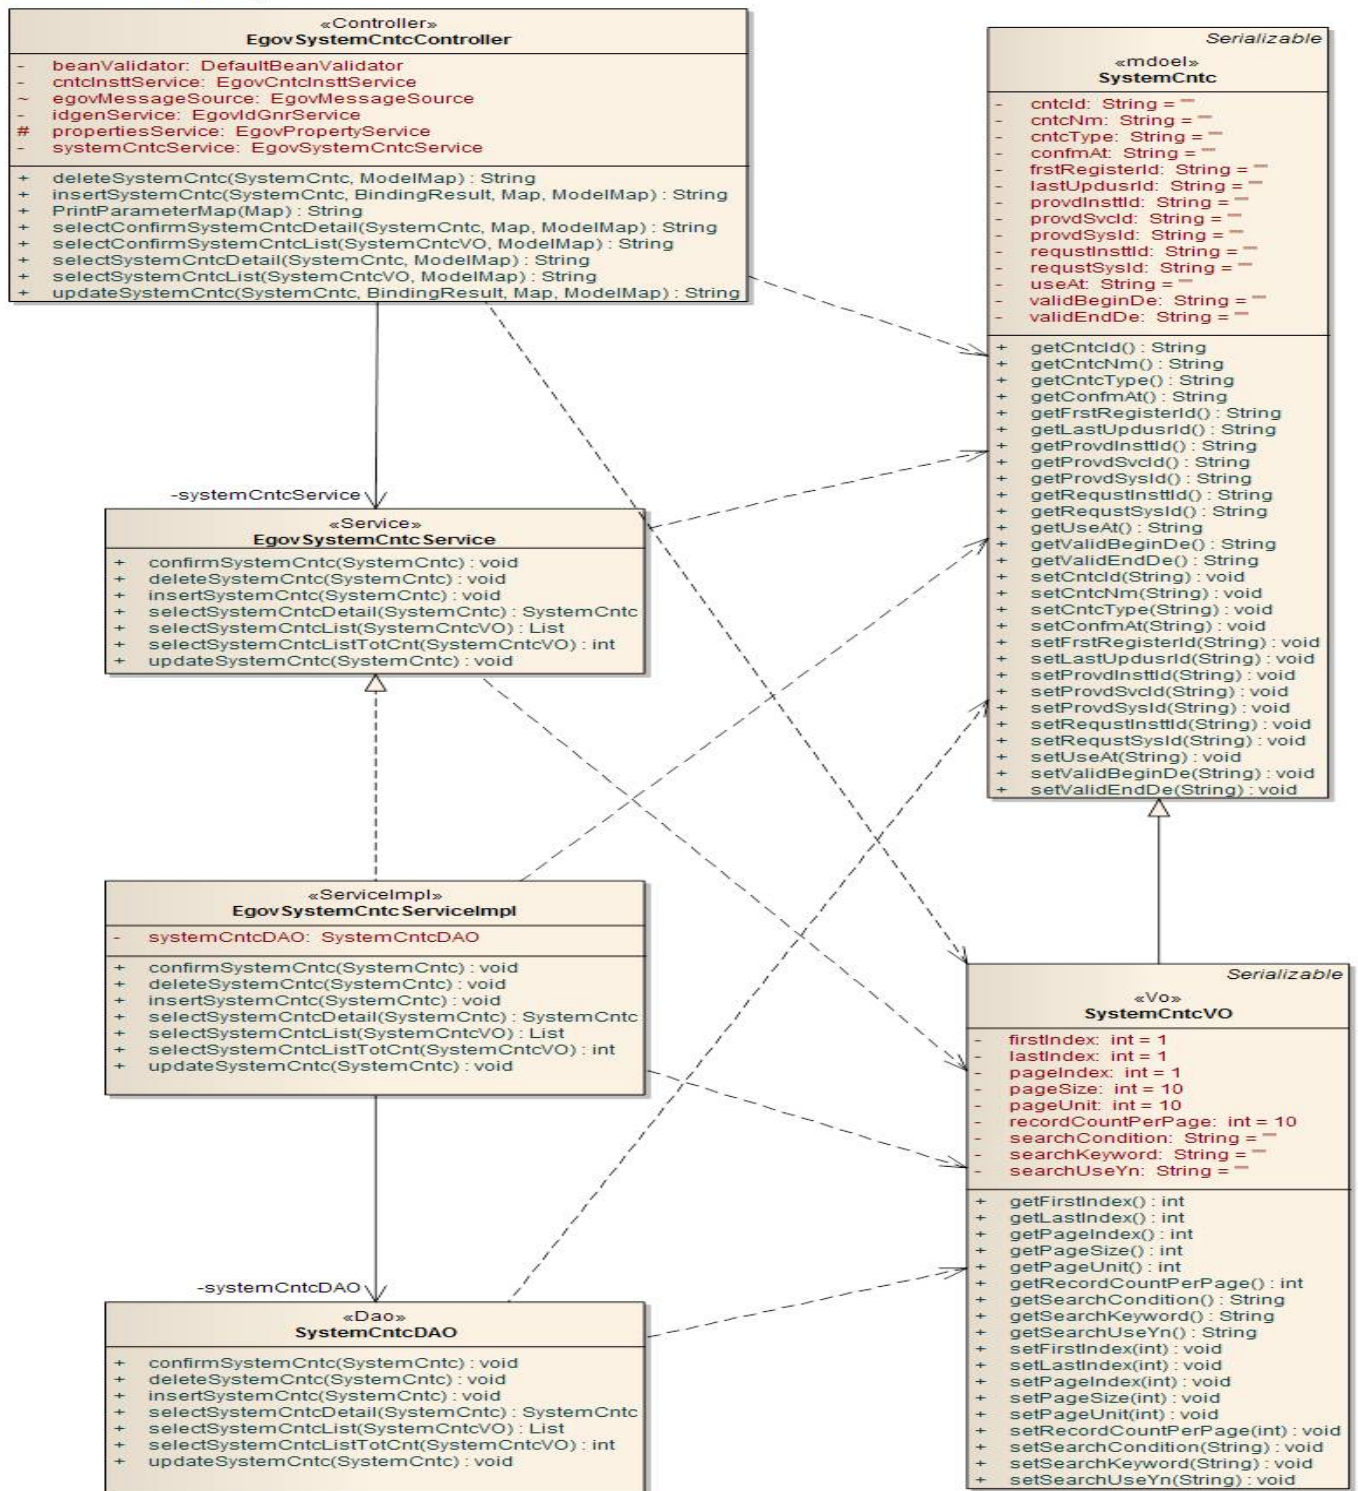 «Controller»
EgovSystemCntcController
- beanValidator: DefaultBeanValidator
- cntcInsttService: EgovCntcInsttService
~ egovMessageSource: EgovMessageSource
- idgenService: EgovIdGnrService
# propertiesService: EgovPropertyService
- systemCntcService: EgovSystemCntcService
+ deleteSystemCntc(SystemCntc, ModelMap) : String
+ insertSystemCntc(SystemCntc, BindingResult, Map, ModelMap) : String
+ PrintParameterMap(Map) : String
+ selectConfirmSystemCntcDetail(SystemCntc, Map, ModelMap) : String
+ selectConfirmSystemCntcList(SystemCntcVO, ModelMap) : String
+ selectSystemCntcDetail(SystemCntc, ModelMap) : String
+ selectSystemCntcList(SystemCntcVO, ModelMap) : String
+ updateSystemCntc(SystemCntc, BindingResult, Map, ModelMap) : String
Serializable
«mdoel»
SystemCntc
- cntcId: String = ""
- cntcNm: String = ""
- cntcType: String = ""
- confmAt: String = ""
- frstRegisterId: String = ""
- lastUpdusrId: String = ""
- provdInsttId: String = ""
- provdSvcId: String = ""
- provdSysId: String = ""
- requstInsttId: String = ""
- requstSysId: String = ""
- useAt: String = ""
- validBeginDe: String = ""
- validEndDe: String = ""
+ getCntcId() : String
+ getCntcNm() : String
+ getCntcType() : String
+ getConfmAt() : String
+ getFrstRegisterId() : String
+ getLastUpdusrId() : String
+ getProvdInsttId() : String
+ getProvdSvcId() : String
+ getProvdSysId() : String
+ getRequstInsttId() : String
+ getRequstSysId() : String
+ getUseAt() : String
+ getValidBeginDe() : String
+ getValidEndDe() : String
+ setCntcId(String) : void
+ setCntcNm(String) : void
+ setCntcType(String) : void
+ setConfmAt(String) : void
+ setFrstRegisterId(String) : void
+ setLastUpdusrId(String) : void
+ setProvdInsttId(String) : void
+ setProvdSvcId(String) : void
+ setProvdSysId(String) : void
+ setRequstInsttId(String) : void
+ setRequstSysId(String) : void
+ setUseAt(String) : void
+ setValidBeginDe(String) : void
+ setValidEndDe(String) : void
-systemCntcService
«Service»
EgovSystemCntcService
+ confirmSystemCntc(SystemCntc) : void
+ deleteSystemCntc(SystemCntc) : void
+ insertSystemCntc(SystemCntc) : void
+ selectSystemCntcDetail(SystemCntc) : SystemCntc
+ selectSystemCntcList(SystemCntcVO) : List
+ selectSystemCntcListTotCnt(SystemCntcVO) : int
+ updateSystemCntc(SystemCntc) : void
«ServiceImpl»
EgovSystemCntcServiceImpl
- systemCntcDAO: SystemCntcDAO
+ confirmSystemCntc(SystemCntc) : void
+ deleteSystemCntc(SystemCntc) : void
+ insertSystemCntc(SystemCntc) : void
+ selectSystemCntcDetail(SystemCntc) : SystemCntc
+ selectSystemCntcList(SystemCntcVO) : List
+ selectSystemCntcListTotCnt(SystemCntcVO) : int
+ updateSystemCntc(SystemCntc) : void
Serializable
«Vo»
SystemCntcVO
- firstIndex: int = 1
- lastIndex: int = 1
- pageIndex: int = 1
- pageSize: int = 10
- pageUnit: int = 10
- recordCountPerPage: int = 10
- searchCondition: String = ""
- searchKeyword: String = ""
- searchUseYn: String = ""
+ getFirstIndex() : int
+ getLastIndex() : int
+ getPageIndex() : int
+ getPageSize() : int
+ getPageUnit() : int
+ getRecordCountPerPage() : int
+ getSearchCondition() : String
+ getSearchKeyword() : String
+ getSearchUseYn() : String
+ setFirstIndex(int) : void
+ setLastIndex(int) : void
+ setPageIndex(int) : void
+ setPageSize(int) : void
+ setPageUnit(int) : void
+ setRecordCountPerPage(int) : void
+ setSearchCondition(String) : void
+ setSearchKeyword(String) : void
+ setSearchUseYn(String) : void
-systemCntcDAO
«Dao»
SystemCntcDAO
+ confirmSystemCntc(SystemCntc) : void
+ deleteSystemCntc(SystemCntc) : void
+ insertSystemCntc(SystemCntc) : void
+ selectSystemCntcDetail(SystemCntc) : SystemCntc
+ selectSystemCntcList(SystemCntcVO) : List
+ selectSystemCntcListTotCnt(SystemCntcVO) : int
+ updateSystemCntc(SystemCntc) : void